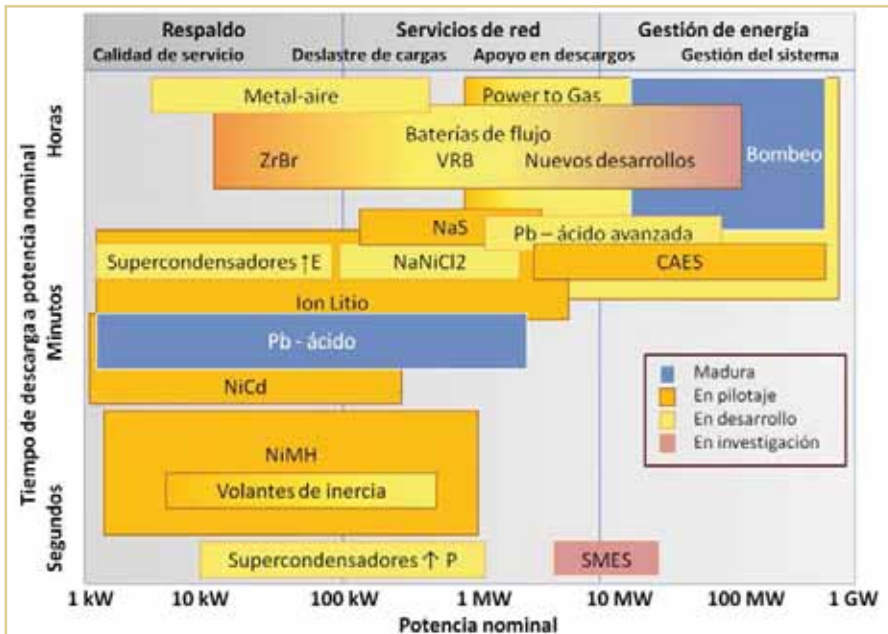 Respaldo Servicios de red Gestión de energía
Calidad de servicio Deslastre de cargas Apoyo en descargos Gestión del sistema
Tiempo de descarga a potencia nominal
Horas
Minutos
Segundos
Metal-aire
Power to Gas
Baterías de flujo
ZrBr VRB Nuevos desarrollos
Bombeo
NaS
Pb – ácido avanzada
Supercondensadores ↑E
NaNiCl2
CAES
Ion Litio
Pb - ácido
NiCd
NiMH
Volantes de inercia
Supercondensadores ↑ P
SMES
Madura
En pilotaje
En desarrollo
En investigación
1 kW 10 kW 100 kW 1 MW 10 MW 100 MW 1 GW
Potencia nominal